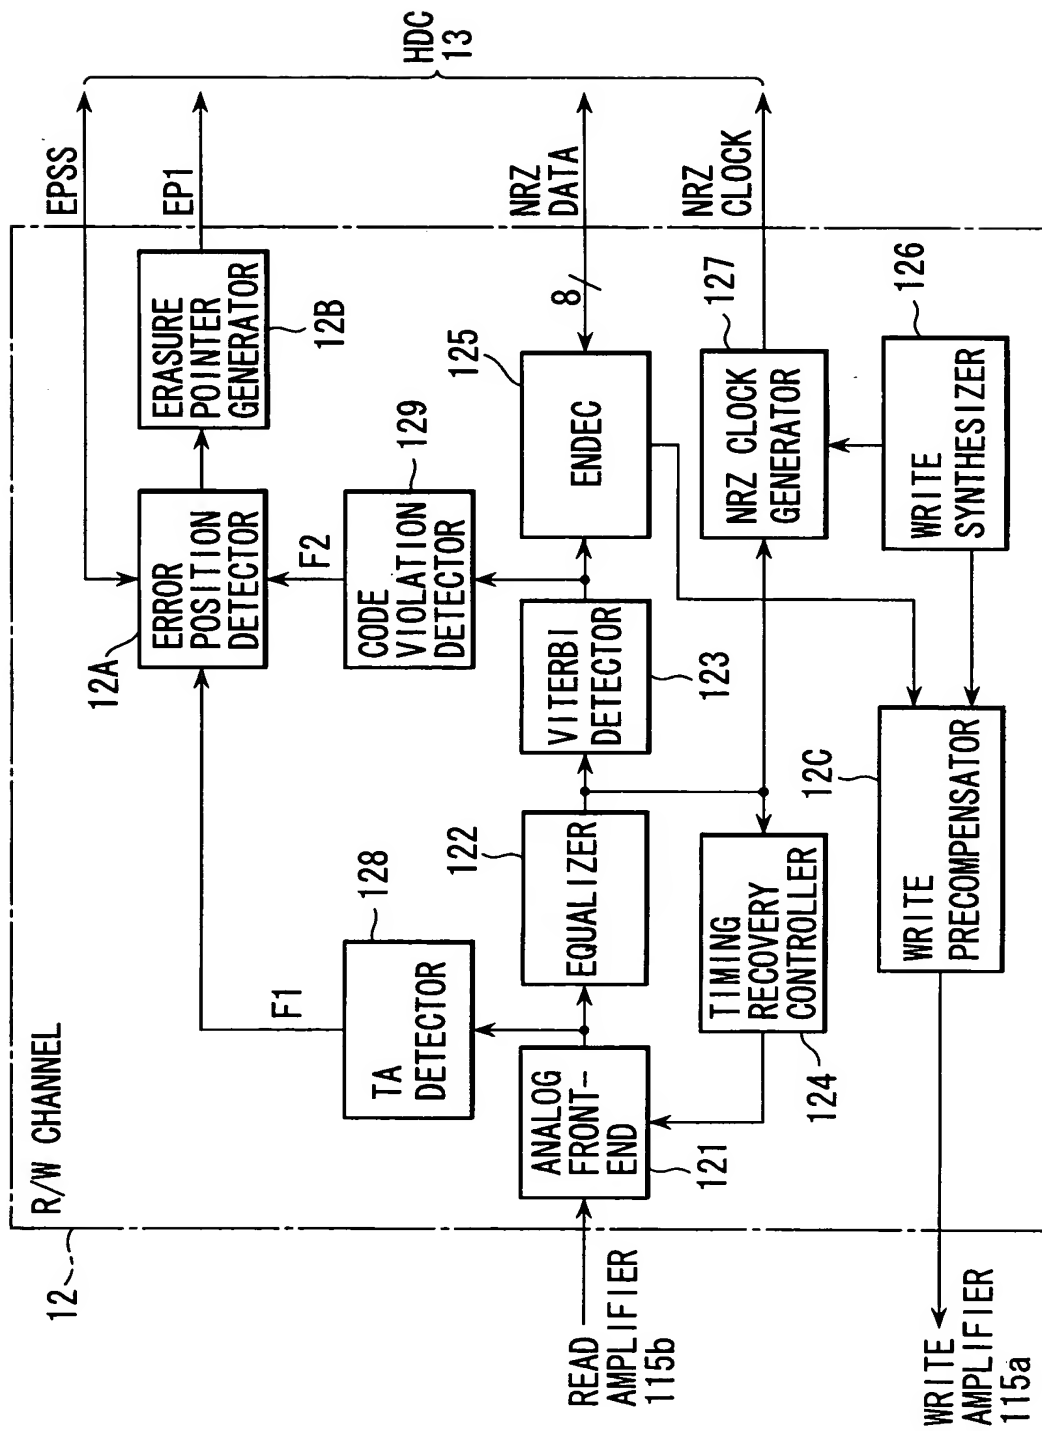 12
R/W CHANNEL
EPSS
EP1
HDC
13
ERASURE
POINTER
GENERATOR
12B
ERROR
POSITION
DETECTOR
12A
F1
F2
TA
DETECTOR
128
CODE
VIOLATION
DETECTOR
129
READ
AMPLIFIER
115b
ANALOG
FRONT-
END
121
EQUALIZER
122
VITERBI
DETECTOR
123
ENDEC
125
8
NRZ
DATA
TIMING
RECOVERY
CONTROLLER
124
NRZ CLOCK
GENERATOR
127
NRZ
CLOCK
WRITE
AMPLIFIER
115a
WRITE
PRECOMPENSATOR
12C
WRITE
SYNTHESIZER
126